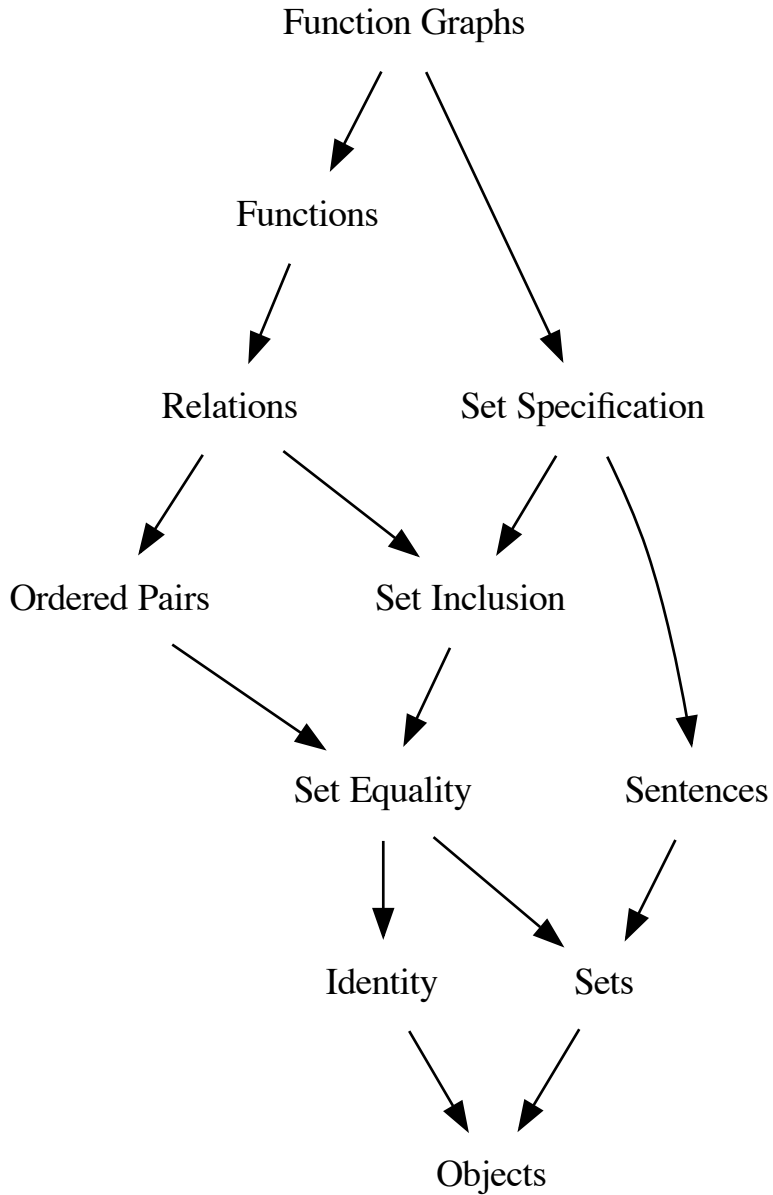 Function Graphs
Functions
Relations
Set Specification
Ordered Pairs
Set Inclusion
Set Equality
Sentences
Identity
Sets
Objects